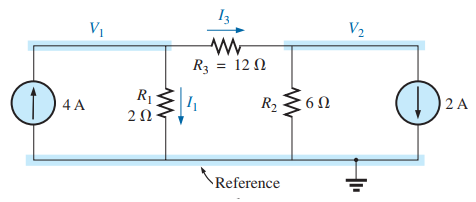 I₃
V₁ V₂
R₃ = 12 Ω
4 A R₁ I₁ R₂ 6 Ω 2 A
2 Ω
Reference